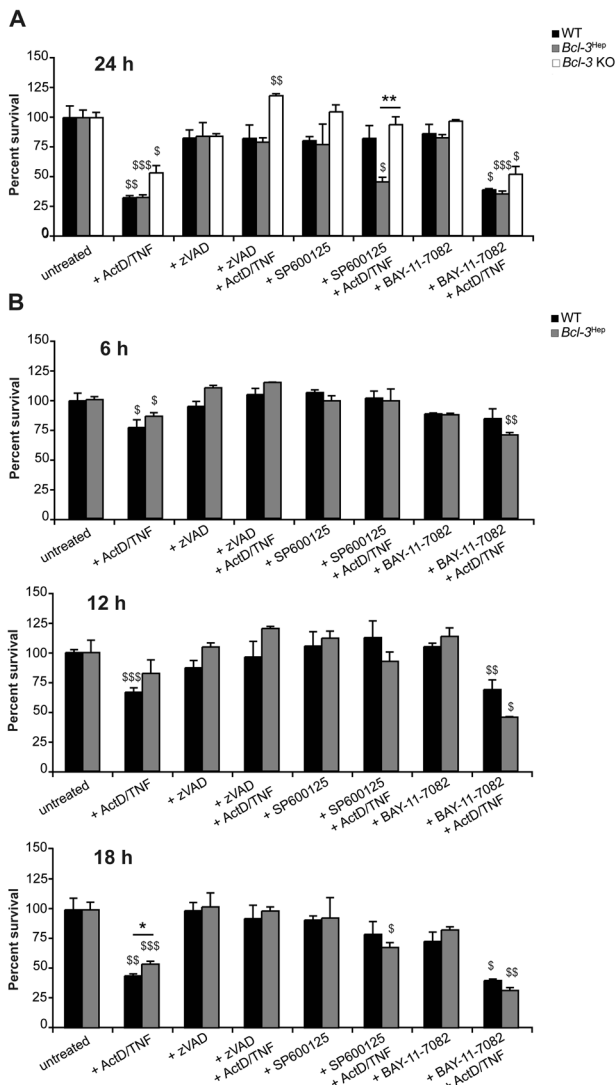 A
WT
Bcl-3ᴴᵉᵖ
Bcl-3 KO
24 h
Percent survival
150
125
100
75
50
25
0
$$
$$$
$
$$
**
$
$
$$$
$
untreated
+ ActD/TNF
+ zVAD
+ zVAD
+ ActD/TNF
+ SP600125
+ SP600125
+ ActD/TNF
+ BAY-11-7082
+ BAY-11-7082
+ ActD/TNF
B
WT
Bcl-3ᴴᵉᵖ
6 h
Percent survival
150
125
100
75
50
25
0
$
$
$$
untreated
+ ActD/TNF
+ zVAD
+ zVAD
+ ActD/TNF
+ SP600125
+ SP600125
+ ActD/TNF
+ BAY-11-7082
+ BAY-11-7082
+ ActD/TNF
12 h
Percent survival
150
125
100
75
50
25
0
$$$
$$
$
untreated
+ ActD/TNF
+ zVAD
+ zVAD
+ ActD/TNF
+ SP600125
+ SP600125
+ ActD/TNF
+ BAY-11-7082
+ BAY-11-7082
+ ActD/TNF
18 h
Percent survival
150
125
100
75
50
25
0
*
$$
$$$
$
$
$$
untreated
+ ActD/TNF
+ zVAD
+ zVAD
+ ActD/TNF
+ SP600125
+ SP600125
+ ActD/TNF
+ BAY-11-7082
+ BAY-11-7082
+ ActD/TNF